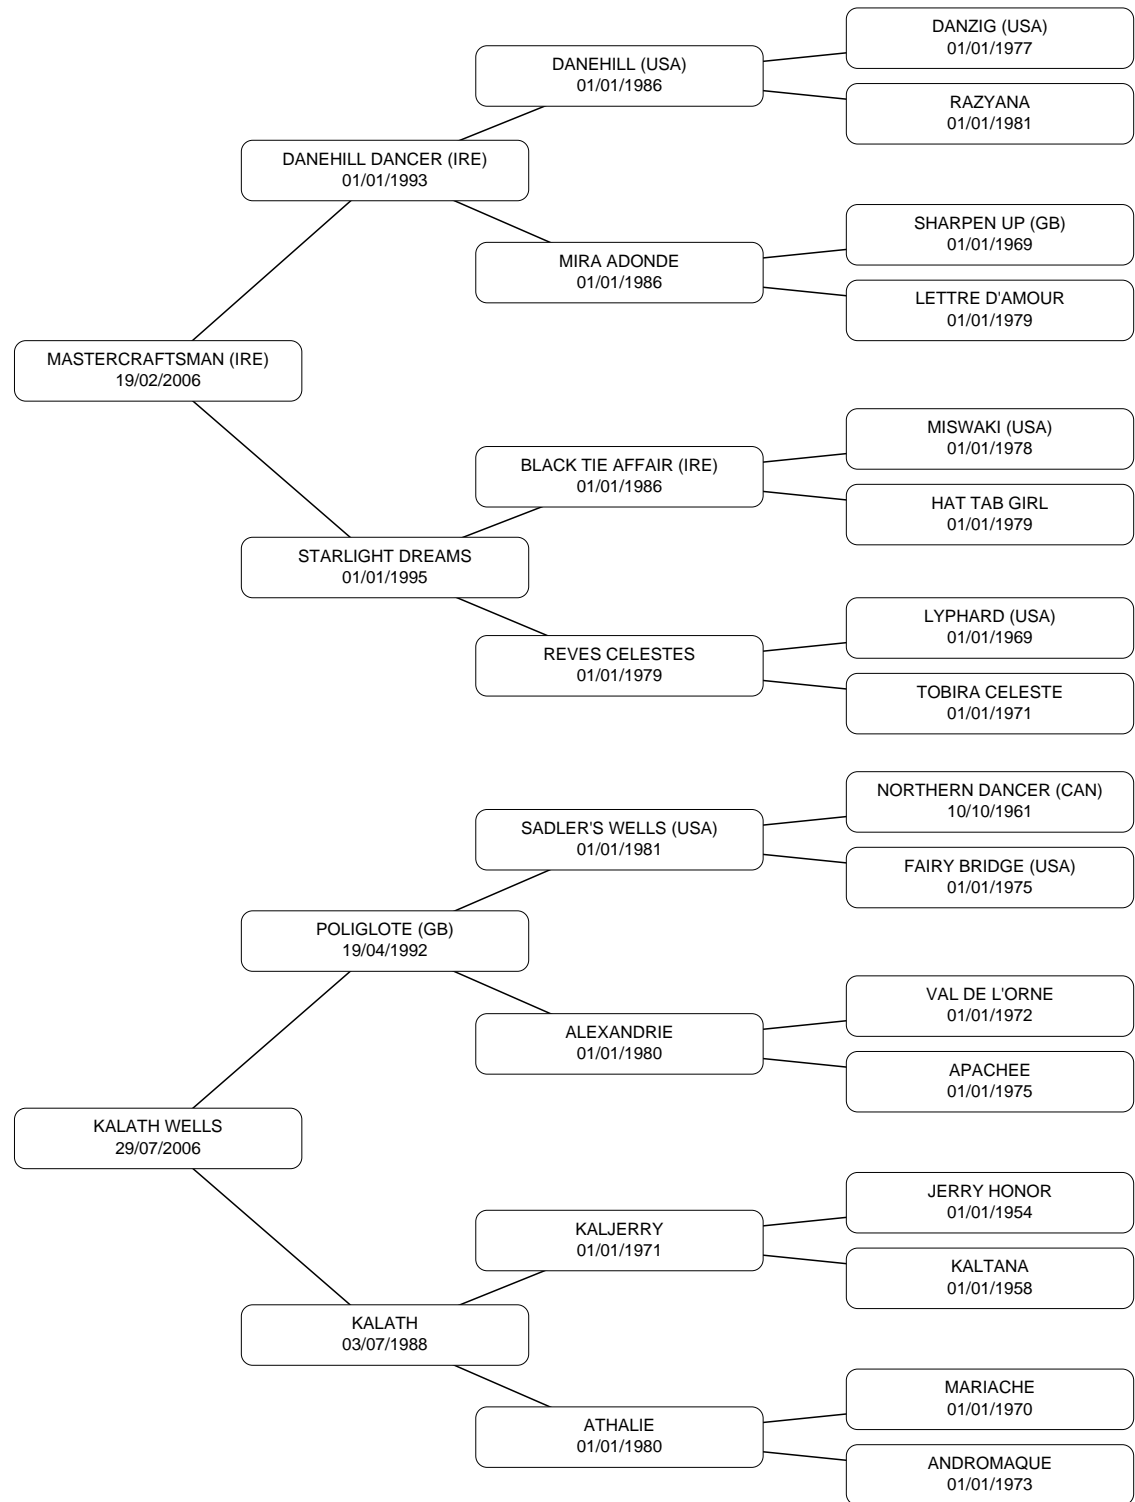 DANZIG (USA)
01/01/1977
DANEHILL (USA)
01/01/1986
RAZYANA
01/01/1981
DANEHILL DANCER (IRE)
01/01/1993
SHARPEN UP (GB)
01/01/1969
MIRA ADONDE
01/01/1986
LETTRE D'AMOUR
01/01/1979
MASTERCRAFTSMAN (IRE)
19/02/2006
MISWAKI (USA)
01/01/1978
BLACK TIE AFFAIR (IRE)
01/01/1986
HAT TAB GIRL
01/01/1979
STARLIGHT DREAMS
01/01/1995
LYPHARD (USA)
01/01/1969
REVES CELESTES
01/01/1979
TOBIRA CELESTE
01/01/1971
NORTHERN DANCER (CAN)
10/10/1961
SADLER'S WELLS (USA)
01/01/1981
FAIRY BRIDGE (USA)
01/01/1975
POLIGLOTE (GB)
19/04/1992
VAL DE L'ORNE
01/01/1972
ALEXANDRIE
01/01/1980
APACHEE
01/01/1975
KALATH WELLS
29/07/2006
JERRY HONOR
01/01/1954
KALJERRY
01/01/1971
KALTANA
01/01/1958
KALATH
03/07/1988
MARIACHE
01/01/1970
ATHALIE
01/01/1980
ANDROMAQUE
01/01/1973